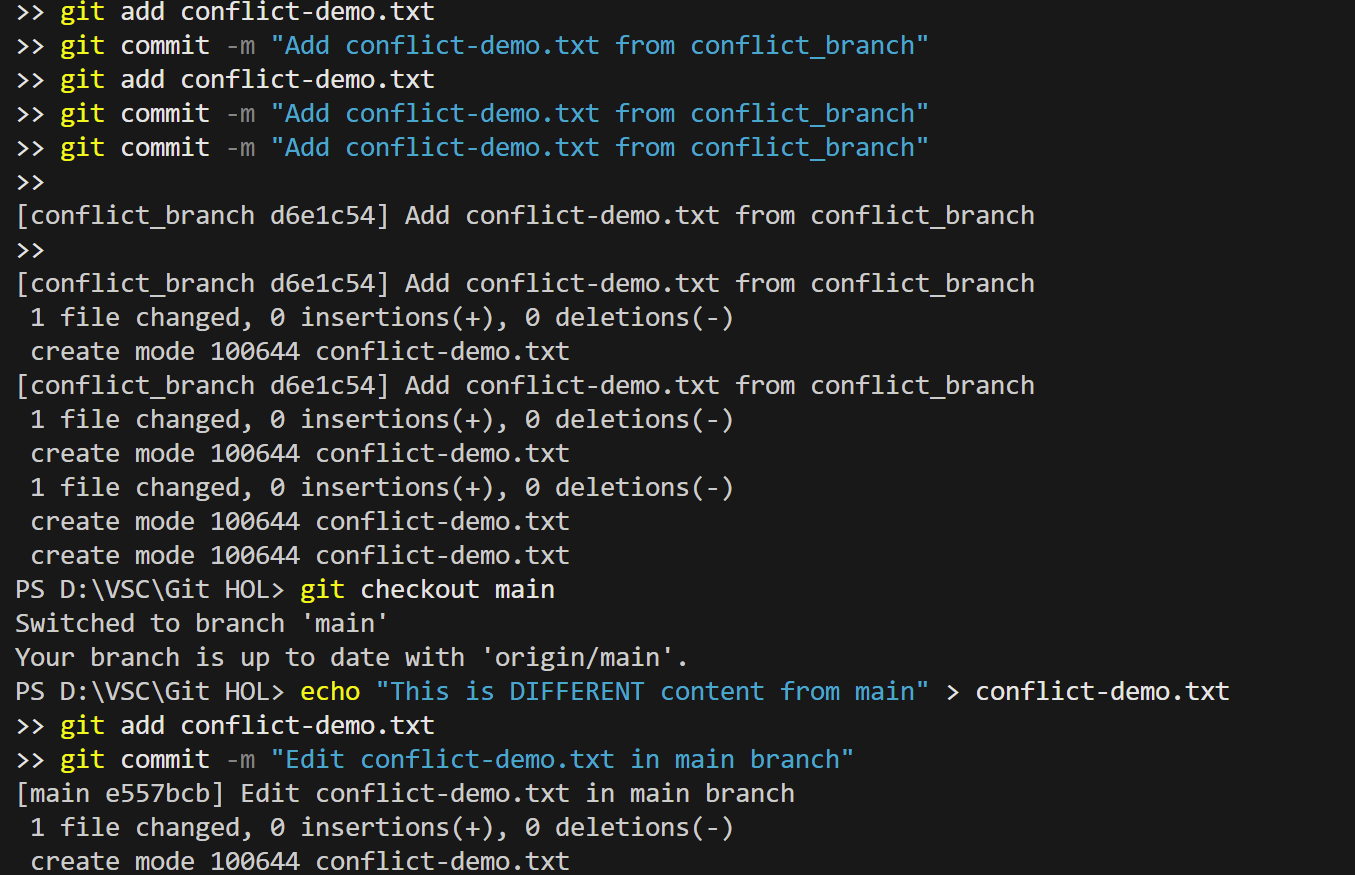 >> git add conflict-demo.txt
>> git commit -m "Add conflict-demo.txt from conflict_branch"
>> git add conflict-demo.txt
>> git commit -m "Add conflict-demo.txt from conflict_branch"
>> git commit -m "Add conflict-demo.txt from conflict_branch"
>>
[conflict_branch d6e1c54] Add conflict-demo.txt from conflict_branch
>>
[conflict_branch d6e1c54] Add conflict-demo.txt from conflict_branch
 1 file changed, 0 insertions(+), 0 deletions(-)
 create mode 100644 conflict-demo.txt
[conflict_branch d6e1c54] Add conflict-demo.txt from conflict_branch
 1 file changed, 0 insertions(+), 0 deletions(-)
 create mode 100644 conflict-demo.txt
 1 file changed, 0 insertions(+), 0 deletions(-)
 create mode 100644 conflict-demo.txt
 create mode 100644 conflict-demo.txt
PS D:\VSC\Git HOL> git checkout main
Switched to branch 'main'
Your branch is up to date with 'origin/main'.
PS D:\VSC\Git HOL> echo "This is DIFFERENT content from main" > conflict-demo.txt
>> git add conflict-demo.txt
>> git commit -m "Edit conflict-demo.txt in main branch"
[main e557bcb] Edit conflict-demo.txt in main branch
 1 file changed, 0 insertions(+), 0 deletions(-)
 create mode 100644 conflict-demo.txt